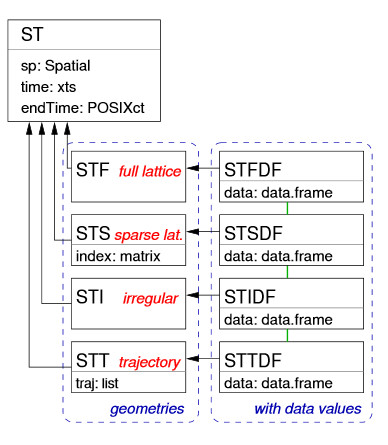 ST
sp: Spatial
time: xts
endTime: POSIXct
STF full lattice
STFDF
data: data.frame
STS sparse lat.
index: matrix
STSDF
data: data.frame
STI irregular
STIDF
data: data.frame
STT trajectory
traj: list
STTDF
data: data.frame
geometries
with data values